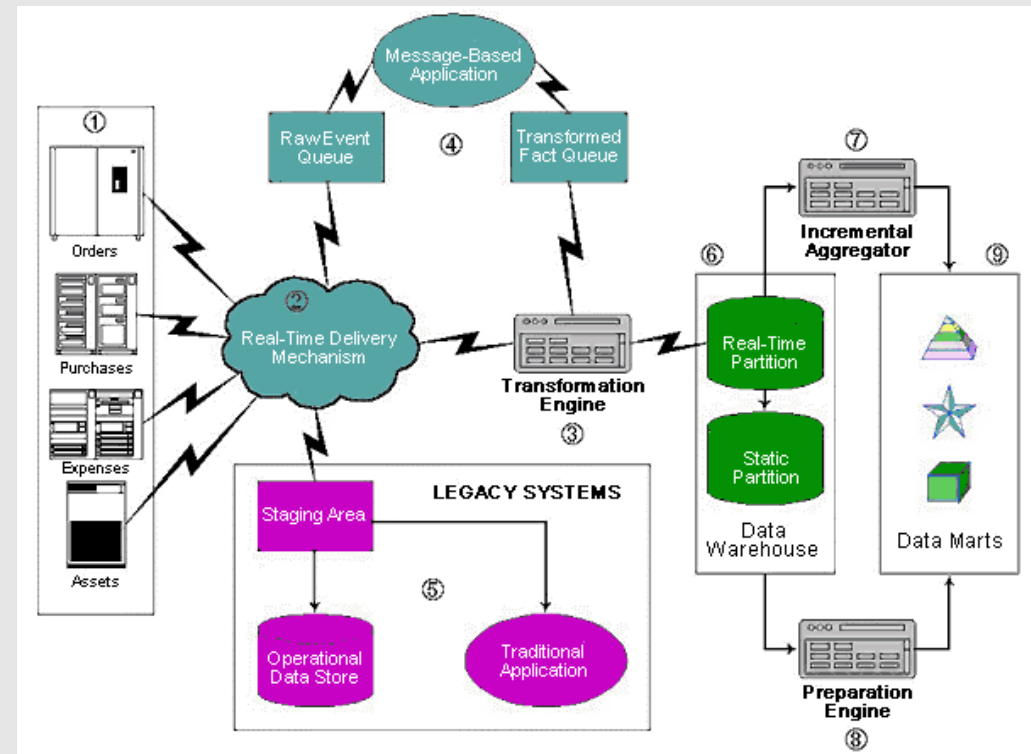 Message-Based
Application
①
④
Raw Event
Queue
Transformed
Fact Queue
⑦
Orders
Incremental
Aggregator
②
⑥
⑨
Real-Time Delivery
Mechanism
Real-Time
Partition
Purchases
Transformation
Engine
③
Static
Partition
Expenses
LEGACY SYSTEMS
Staging Area
Data
Warehouse
Data Marts
Assets
⑤
Operational
Data Store
Traditional
Application
Preparation
Engine
⑧